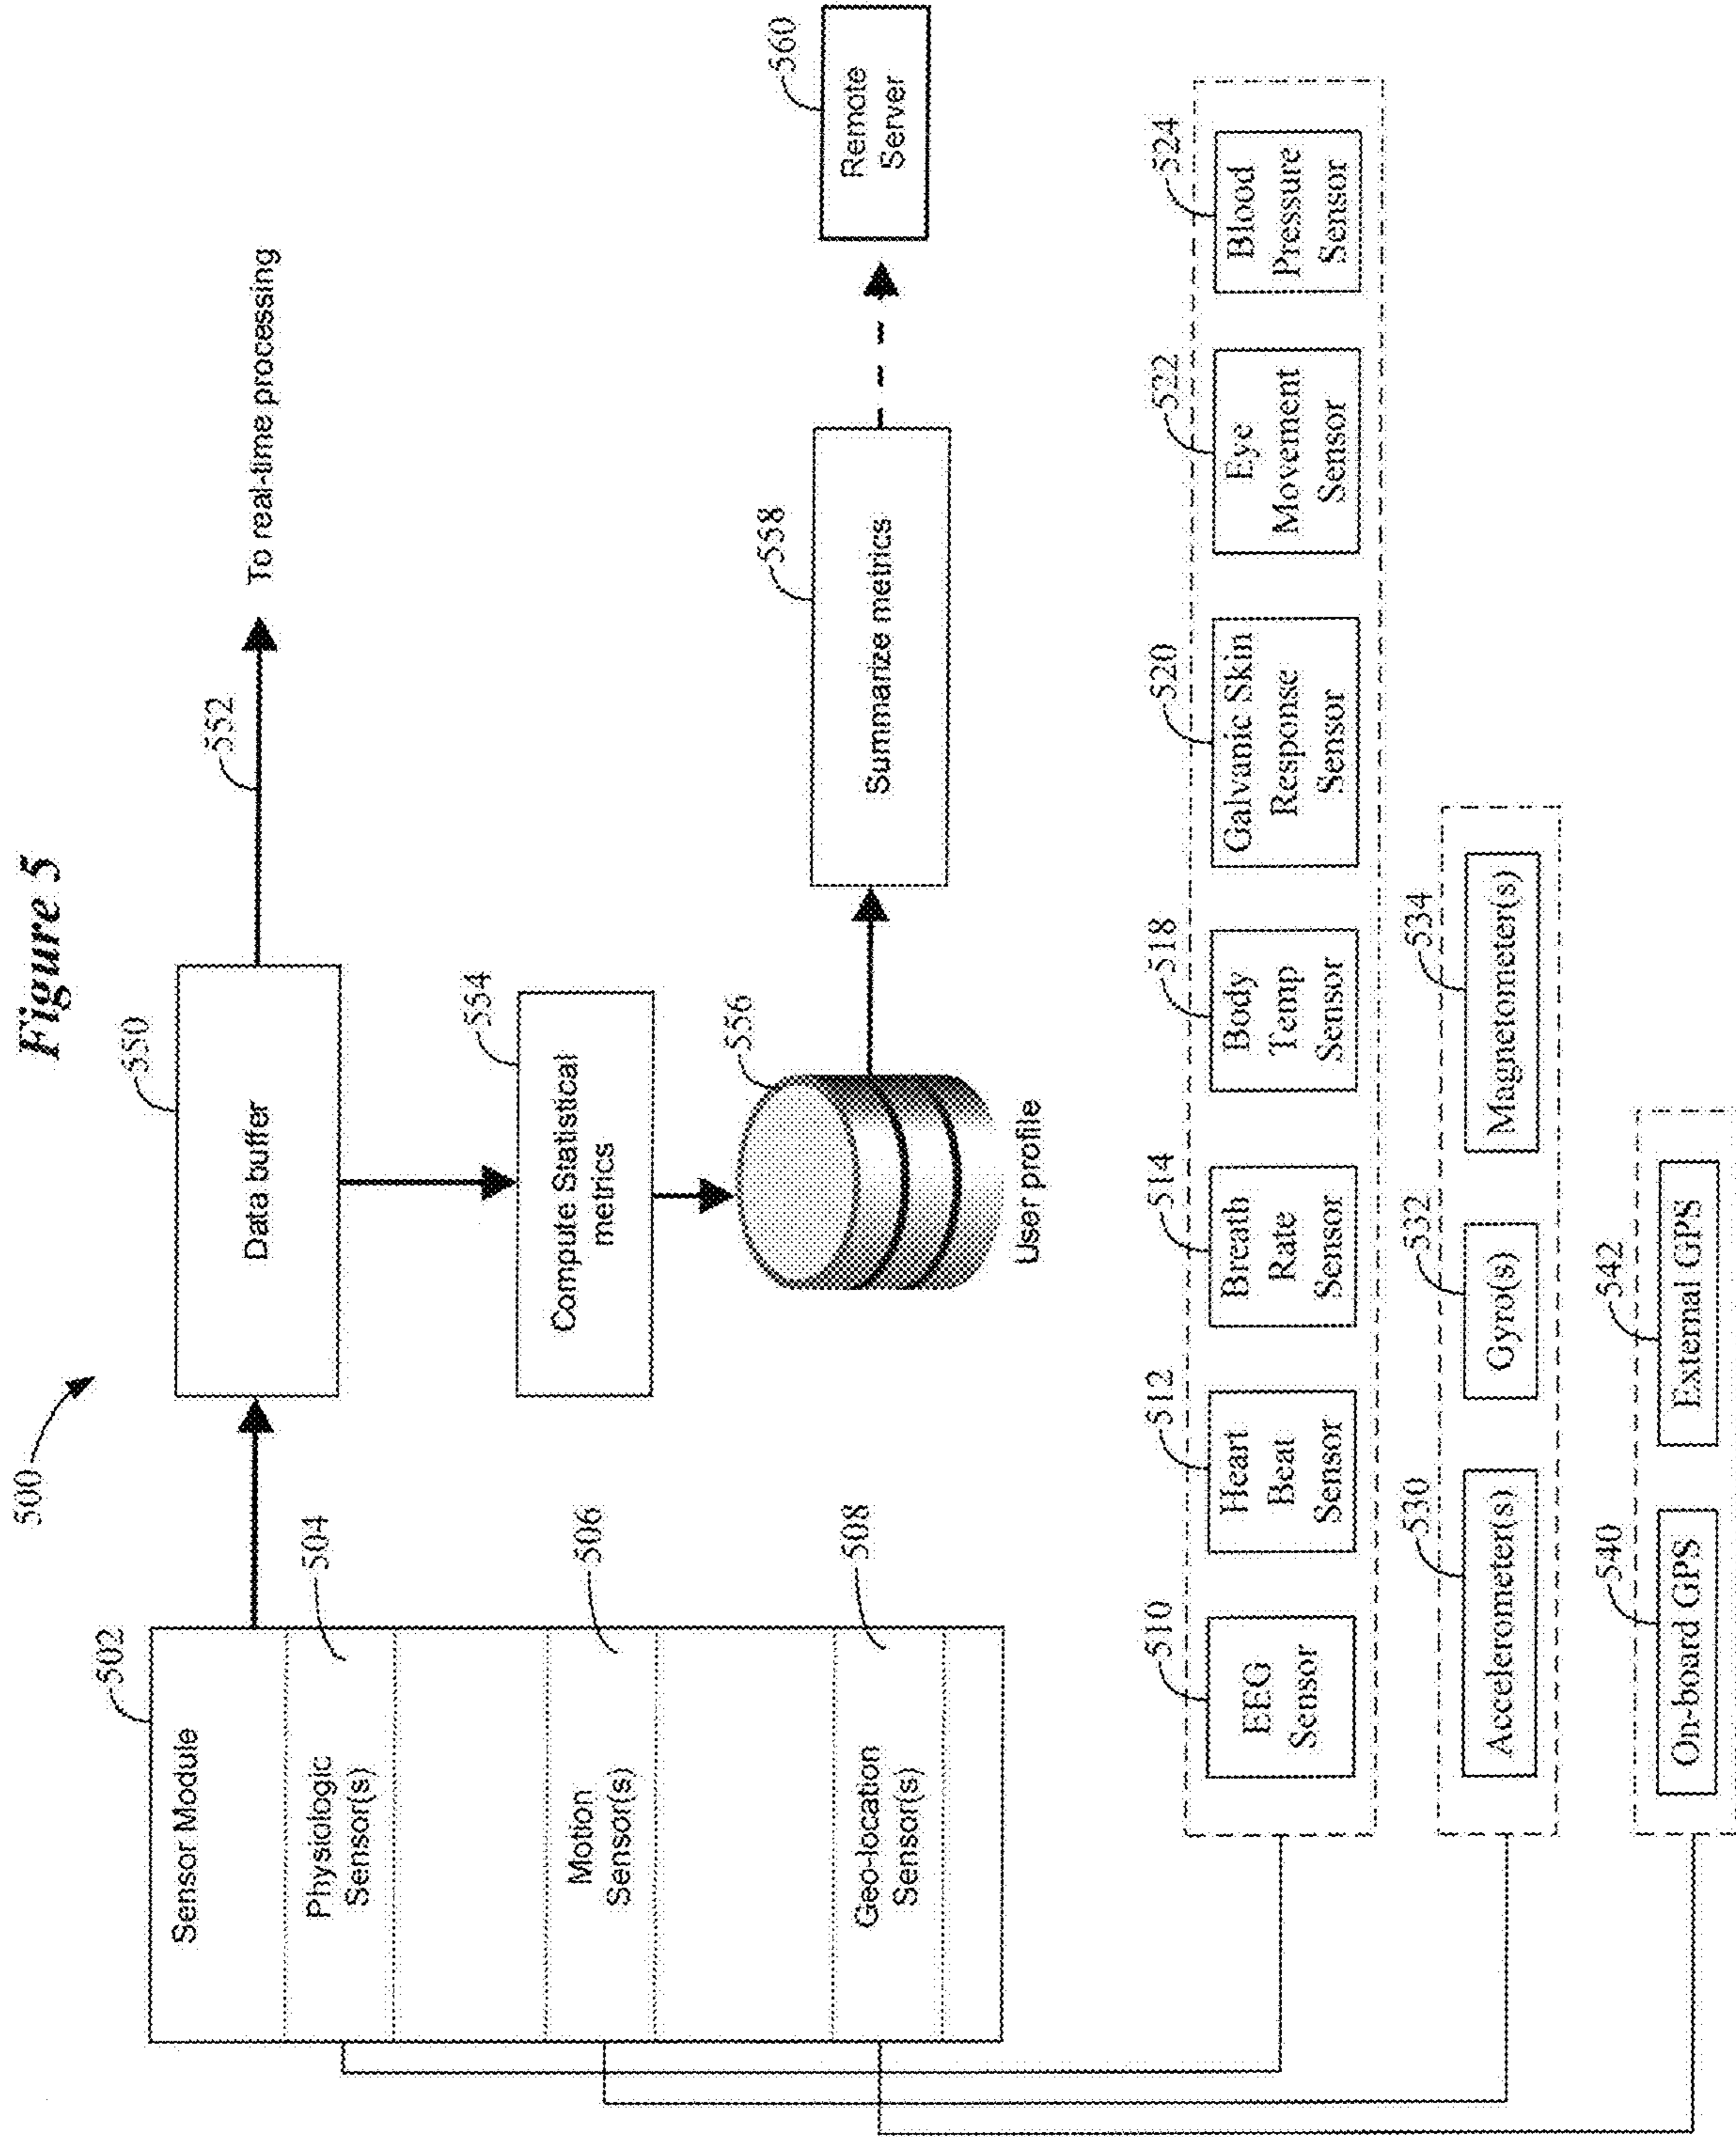 Figure 5
500
502
Sensor Module
504
Physiologic
Sensor(s)
506
Motion
Sensor(s)
508
Geo-location
Sensor(s)
550
Data buffer
552
To real-time processing
554
Compute Statistical
metrics
556
User profile
558
Summarize metrics
560
Remote
Server
510
EEG
Sensor
512
Heart
Beat
Sensor
514
Breath
Rate
Sensor
518
Body
Temp
Sensor
520
Galvanic Skin
Response
Sensor
522
Eye
Movement
Sensor
524
Blood
Pressure
Sensor
530
Accelerometer(s)
532
Gyro(s)
534
Magnetometer(s)
540
On-board GPS
542
External GPS